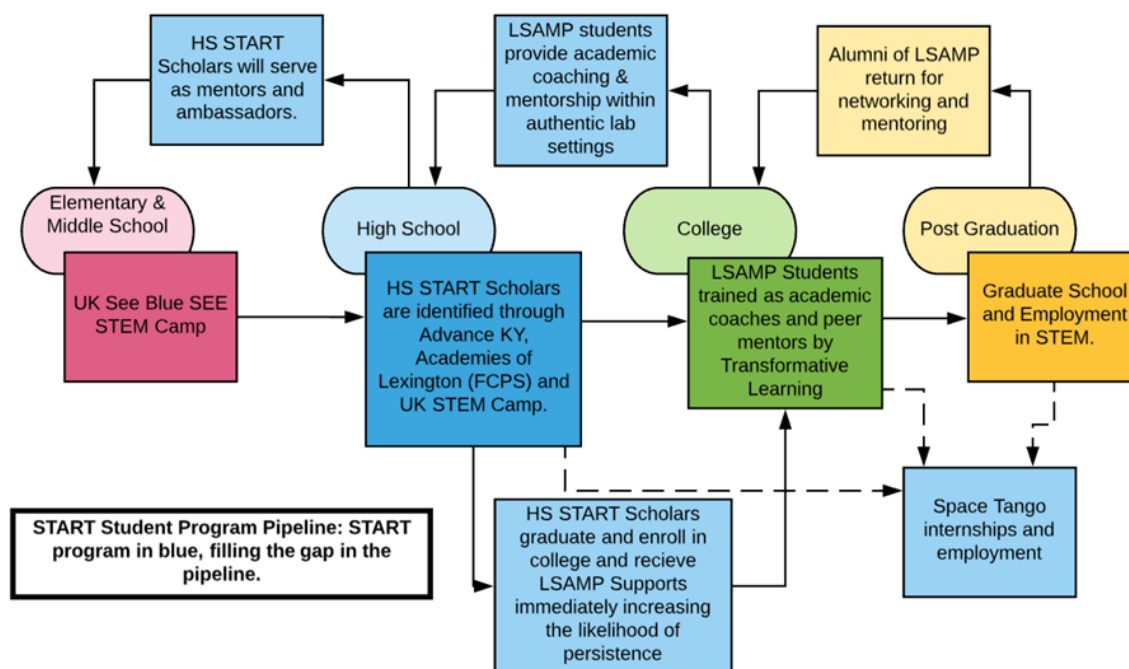 HS START
Scholars will serve
as mentors and
ambassadors.
LSAMP students
provide academic
coaching &
mentorship within
authentic lab
settings
Alumni of LSAMP
return for
networking and
mentoring
Elementary &
Middle School
High School
College
Post Graduation
UK See Blue SEE
STEM Camp
HS START Scholars
are identified through
Advance KY,
Academies of
Lexington (FCPS) and
UK STEM Camp.
LSAMP Students
trained as academic
coaches and peer
mentors by
Transformative
Learning
Graduate School
and Employment
in STEM.
START Student Program Pipeline: START
program in blue, filling the gap in the
pipeline.
HS START Scholars
graduate and enroll in
college and recieve
LSAMP Supports
immediately increasing
the likelihood of
persistence
Space Tango
internships and
employment